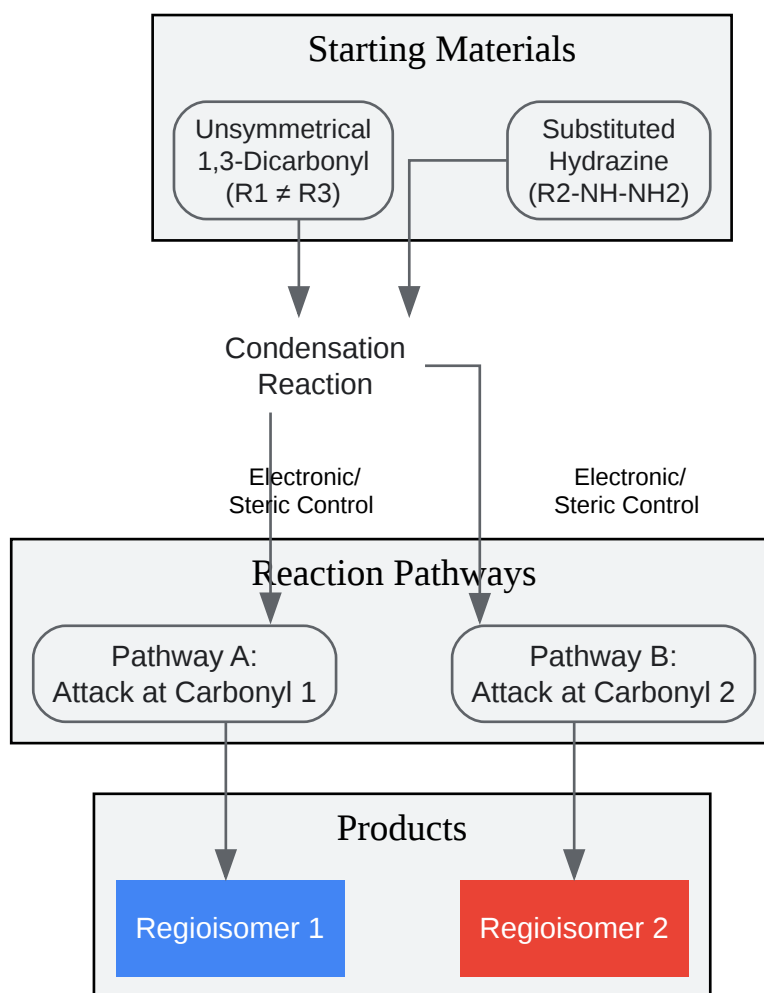 Starting Materials
Unsymmetrical
1,3-Dicarbonyl
(R1 ≠ R3)
Substituted
Hydrazine
(R2-NH-NH2)
Condensation
Reaction
Electronic/
Steric Control
Electronic/
Steric Control
Reaction Pathways
Pathway A:
Attack at Carbonyl 1
Pathway B:
Attack at Carbonyl 2
Products
Regioisomer 1
Regioisomer 2